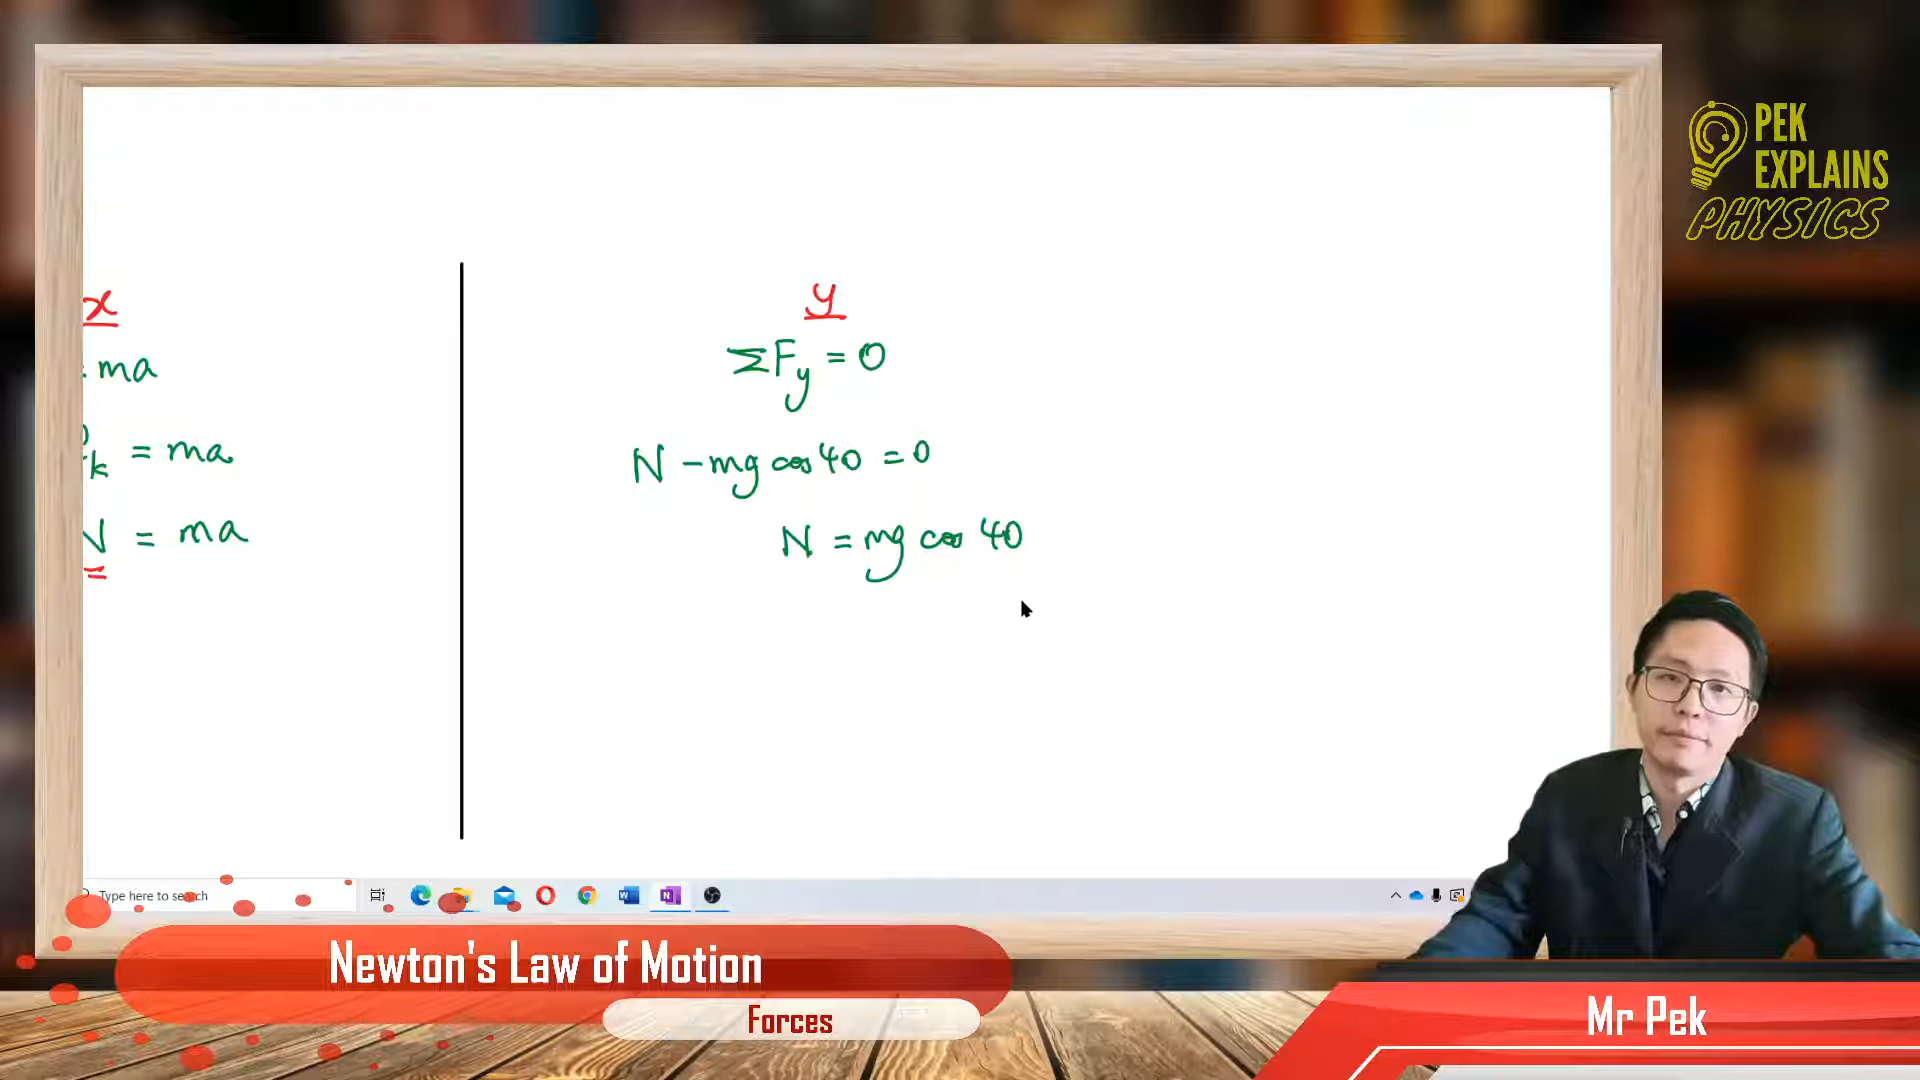 PEK
EXPLAINS
PHYSICS
x
= ma
fk = ma
N = ma
y
ΣFy = 0
N - mg cos 40 = 0
N = mg cos 40
Type here to search
Newton's Law of Motion
Forces
Mr Pek